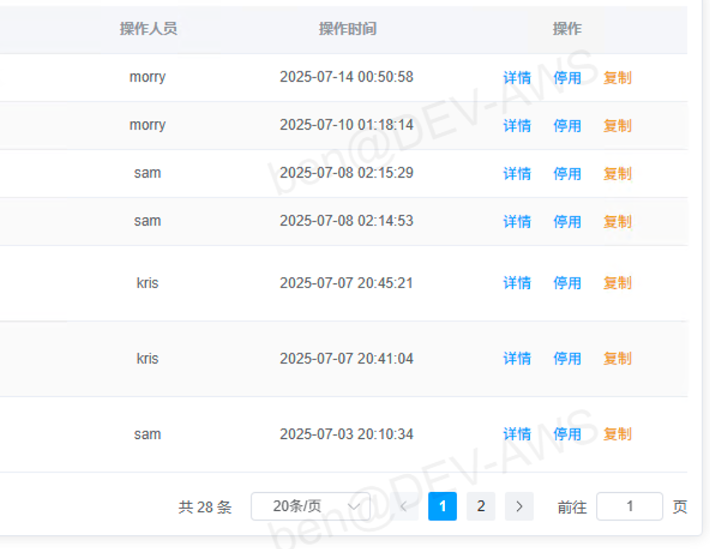 操作人员 操作时间 操作
morry 2025-07-14 00:50:58 详情 停用 复制
morry 2025-07-10 01:18:14 详情 停用 复制
sam 2025-07-08 02:15:29 详情 停用 复制
sam 2025-07-08 02:14:53 详情 停用 复制
kris 2025-07-07 20:45:21 详情 停用 复制
kris 2025-07-07 20:41:04 详情 停用 复制
sam 2025-07-03 20:10:34 详情 停用 复制
共 28 条 20条/页 1 2 前往 1 页
ben@DEV-AWS
ben@DEV-AWS